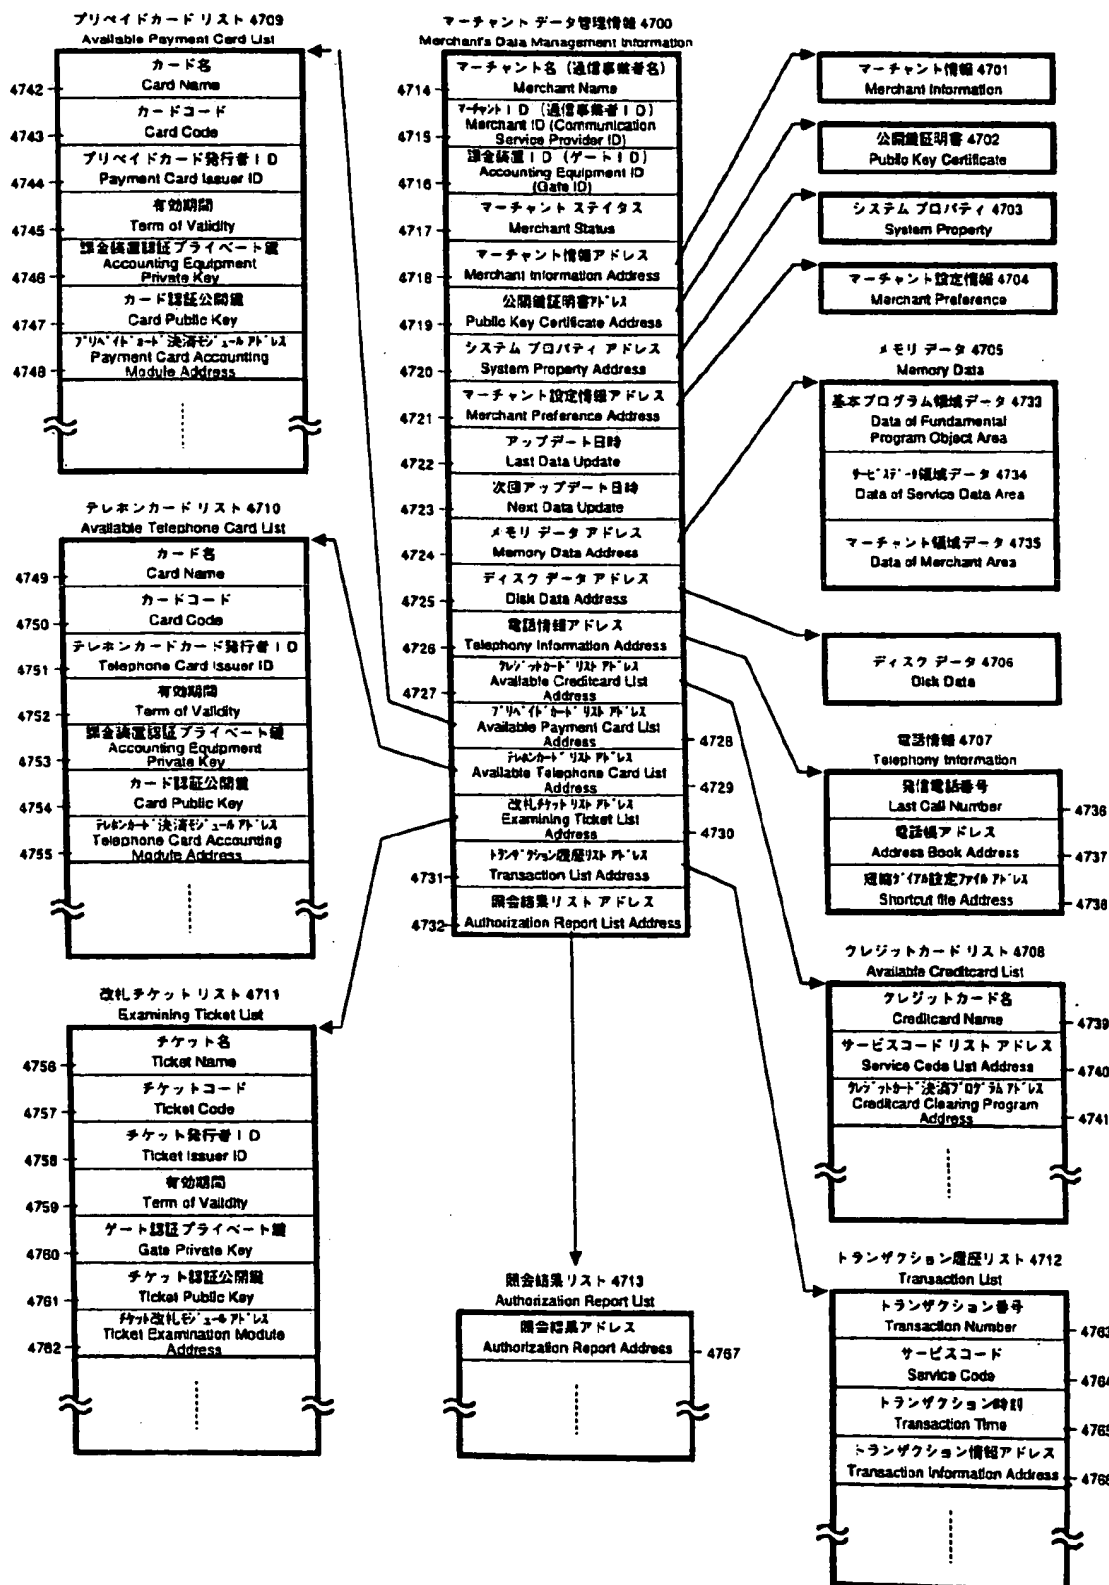 プリペイドカード リスト 4709
Available Payment Card List
カード名
Card Name
4742
カードコード
Card Code
4743
プリペイドカード発行者ID
Payment Card Issuer ID
4744
有効期間
Term of Validity
4745
課金装置認証プライベート鍵
Accounting Equipment
Private Key
4746
カード認証公開鍵
Card Public Key
4747
プリペイドカード決済モジュールアドレス
Payment Card Accounting
Module Address
4748
テレホンカード リスト 4710
Available Telephone Card List
カード名
Card Name
4749
カードコード
Card Code
4750
テレホンカードカード発行者ID
Telephone Card Issuer ID
4751
有効期間
Term of Validity
4752
課金装置認証プライベート鍵
Accounting Equipment
Private Key
4753
カード認証公開鍵
Card Public Key
4754
テレホンカード決済モジュールアドレス
Telephone Card Accounting
Module Address
4755
改札チケット リスト 4711
Examining Ticket List
チケット名
Ticket Name
4756
チケットコード
Ticket Code
4757
チケット発行者ID
Ticket Issuer ID
4758
有効期間
Term of Validity
4759
ゲート認証プライベート鍵
Gate Private Key
4760
チケット認証公開鍵
Ticket Public Key
4761
チケット改札モジュールアドレス
Ticket Examination Module
Address
4762
マーチャント データ管理情報 4700
Merchant's Data Management Information
マーチャント名 (通信事業者名)
Merchant Name
4714
マーチャントID (通信事業者ID)
Merchant ID (Communication
Service Provider ID)
4715
課金装置ID (ゲートID)
Accounting Equipment ID
(Gate ID)
4716
マーチャント ステイタス
Merchant Status
4717
マーチャント情報アドレス
Merchant Information Address
4718
公開鍵証明書アドレス
Public Key Certificate Address
4719
システム プロパティ アドレス
System Property Address
4720
マーチャント設定情報アドレス
Merchant Preference Address
4721
アップデート日時
Last Data Update
4722
次回アップデート日時
Next Data Update
4723
メモリ データ アドレス
Memory Data Address
4724
ディスク データ アドレス
Disk Data Address
4725
電話情報アドレス
Telephony Information Address
4726
クレジットカード リスト アドレス
Available Creditcard List
Address
4727
プリペイドカード リスト アドレス
Available Payment Card List
Address
4728
テレホンカード リスト アドレス
Available Telephone Card List
Address
4729
改札チケット リスト アドレス
Examining Ticket List
Address
4730
トランザクション履歴リスト アドレス
Transaction List Address
4731
照会結果リスト アドレス
Authorization Report List Address
4732
照会結果リスト 4713
Authorization Report List
照会結果アドレス
Authorization Report Address
4767
マーチャント情報 4701
Merchant Information
公開鍵証明書 4702
Public Key Certificate
システム プロパティ 4703
System Property
マーチャント設定情報 4704
Merchant Preference
メモリ データ 4705
Memory Data
基本プログラム領域データ 4733
Data of Fundamental
Program Object Area
サービスデータ領域データ 4734
Data of Service Data Area
マーチャント領域データ 4735
Data of Merchant Area
ディスク データ 4706
Disk Data
電話情報 4707
Telephony Information
発信電話番号
Last Call Number
4736
電話帳アドレス
Address Book Address
4737
短縮ダイアル設定ファイル アドレス
Shortcut file Address
4738
クレジットカード リスト 4708
Available Creditcard List
クレジットカード名
Creditcard Name
4739
サービスコード リスト アドレス
Service Code List Address
4740
クレジットカード決済プログラム アドレス
Creditcard Clearing Program
Address
4741
トランザクション履歴リスト 4712
Transaction List
トランザクション番号
Transaction Number
4763
サービスコード
Service Code
4764
トランザクション時刻
Transaction Time
4765
トランザクション情報アドレス
Transaction Information Address
4766